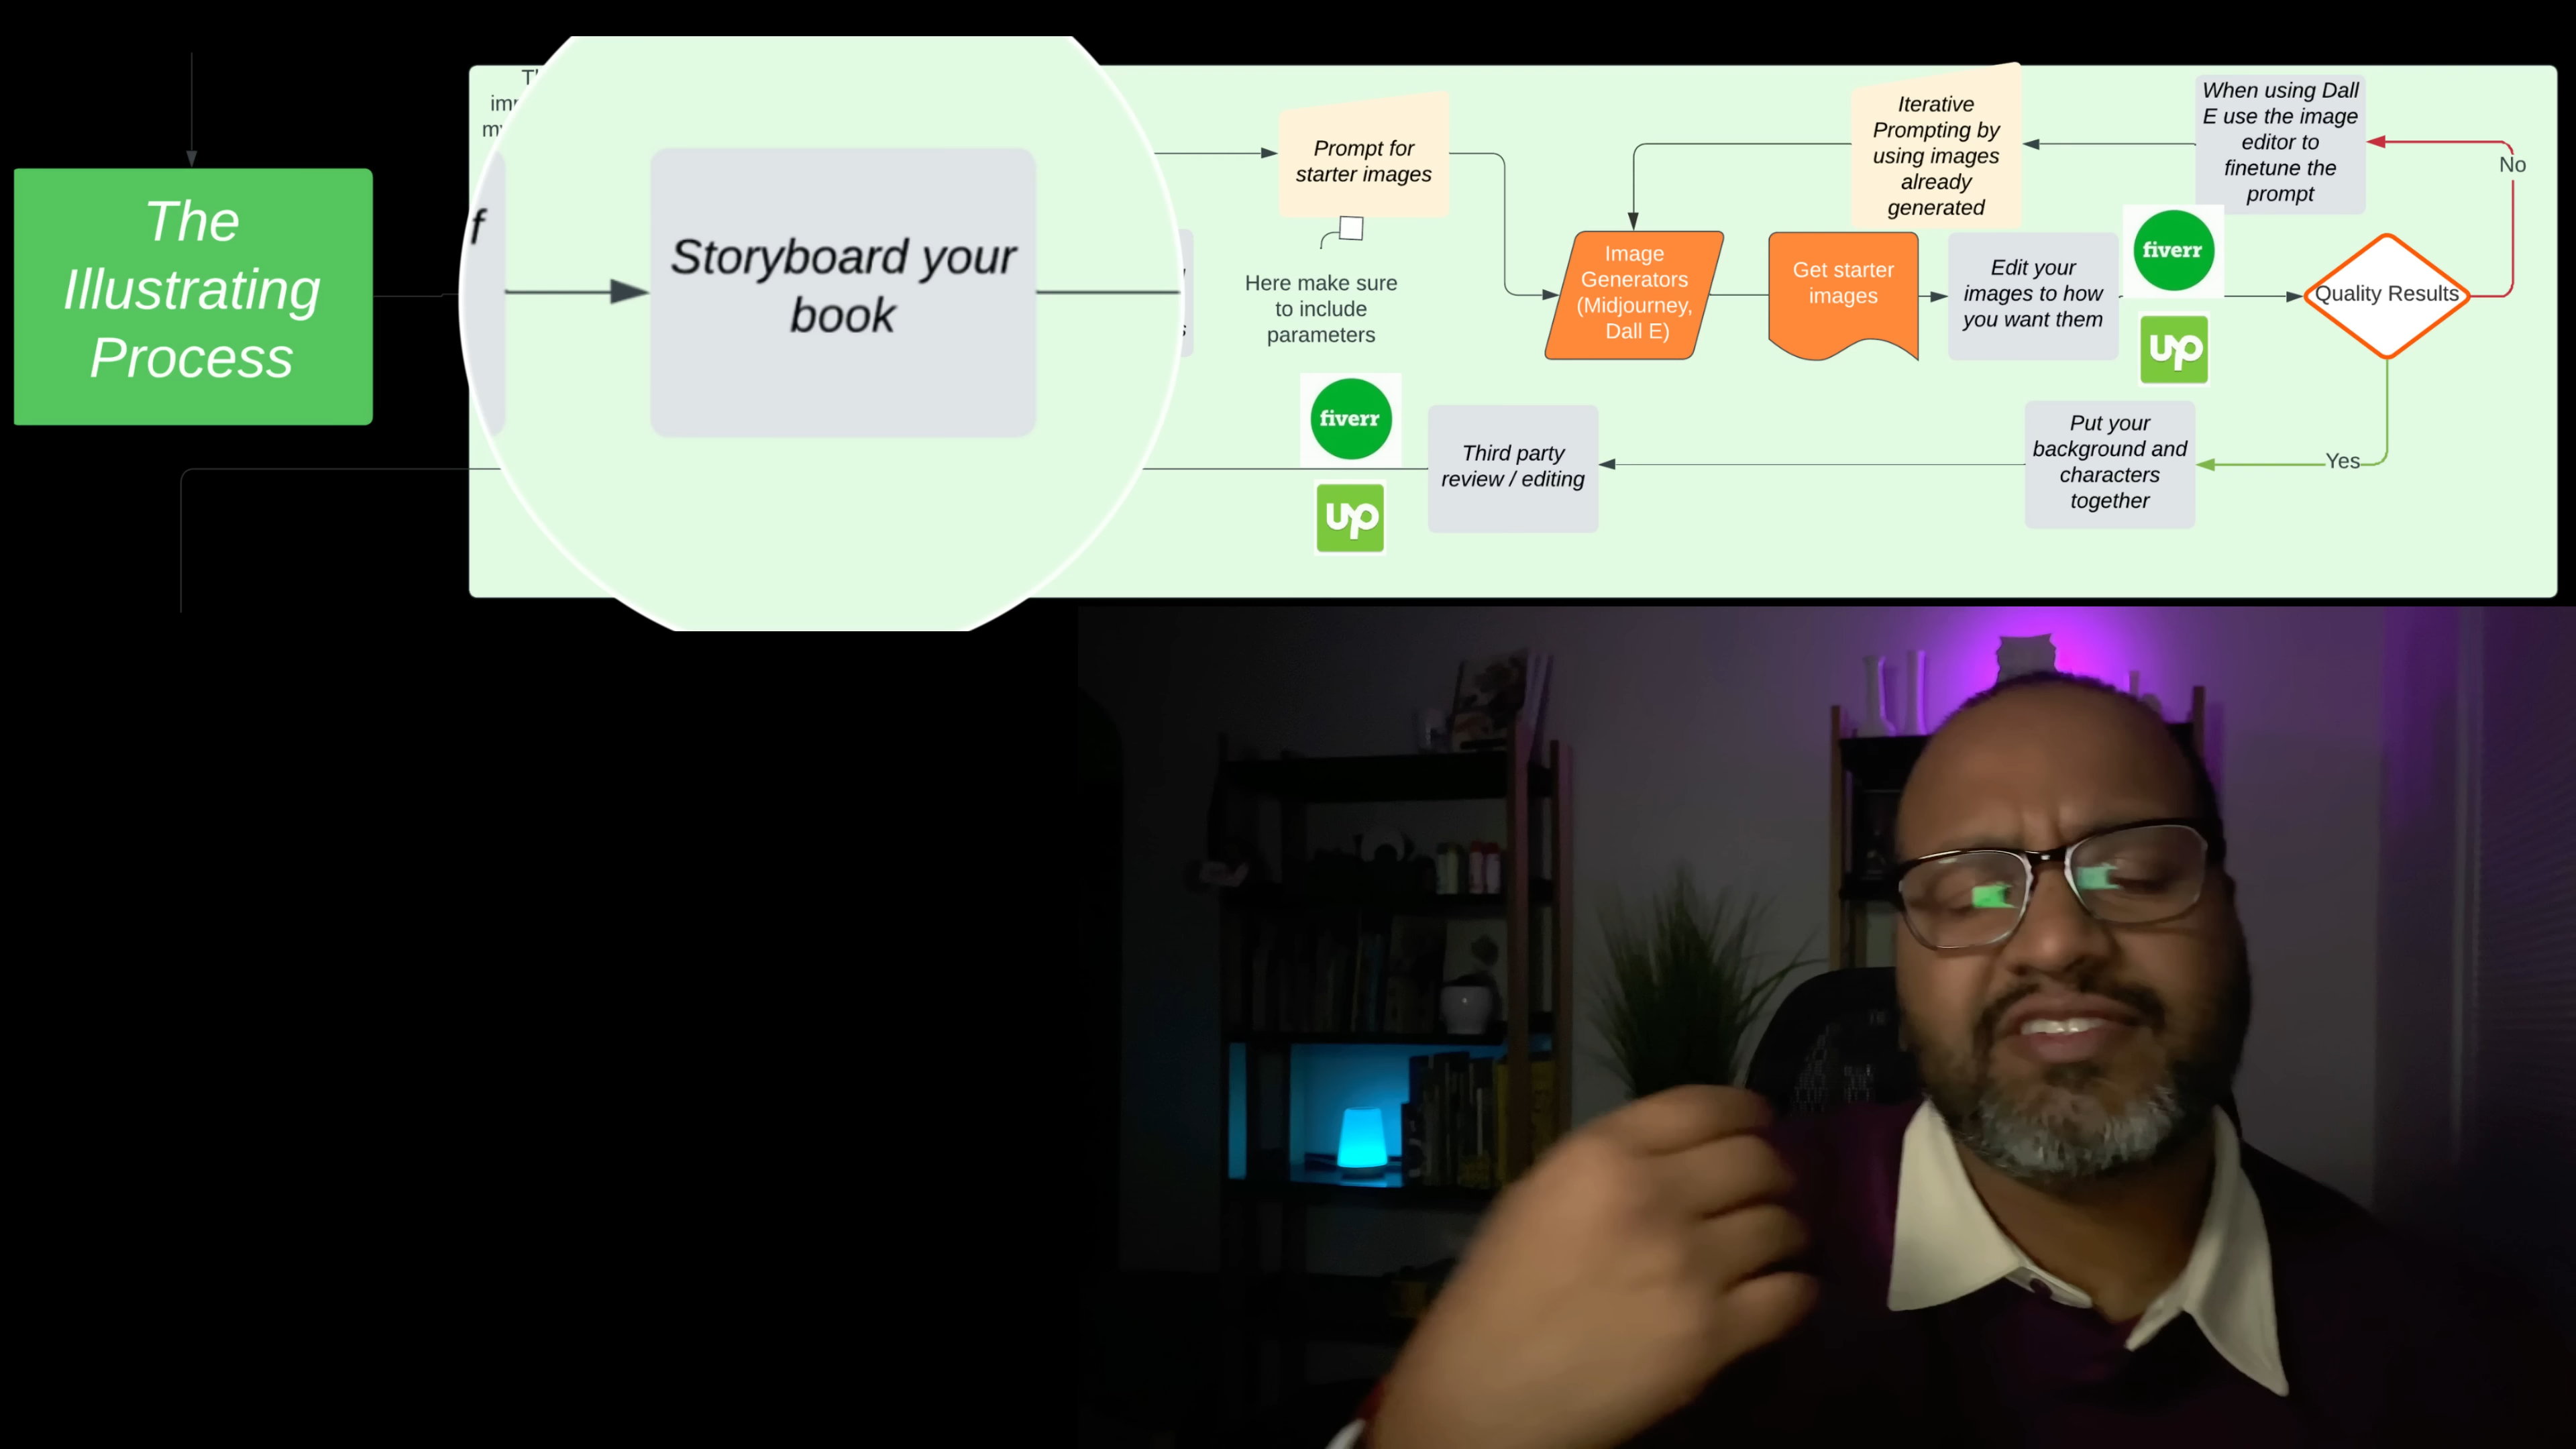 The
Illustrating
Process
f
Storyboard your
book
Prompt for
starter images
Here make sure
to include
parameters
Image
Generators
(Midjourney,
Dall E)
Get starter
images
Iterative
Prompting by
using images
already
generated
Edit your
images to how
you want them
When using Dall
E use the image
editor to
finetune the
prompt
fiverr
up
Quality Results
No
Yes
Put your
background and
characters
together
Third party
review / editing
fiverr
up